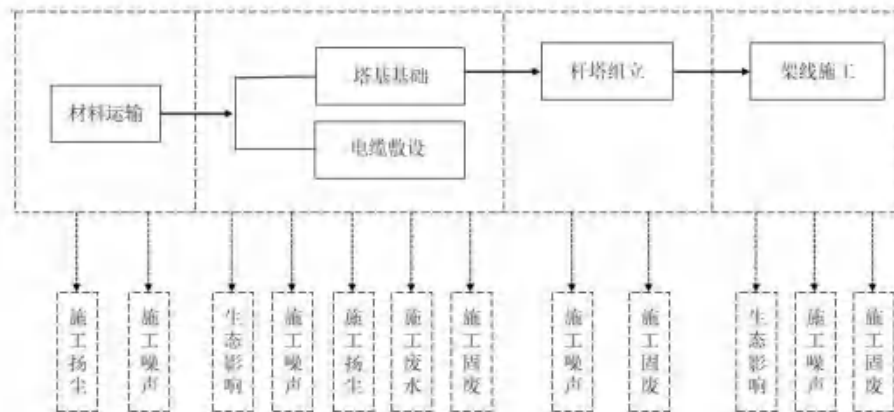 塔基基础
杆塔组立
架线施工
材料运输
电缆敷设
施工扬尘
施工噪声
生态影响
施工噪声
施工扬尘
施工废水
施工固废
施工噪声
施工固废
生态影响
施工噪声
施工固废